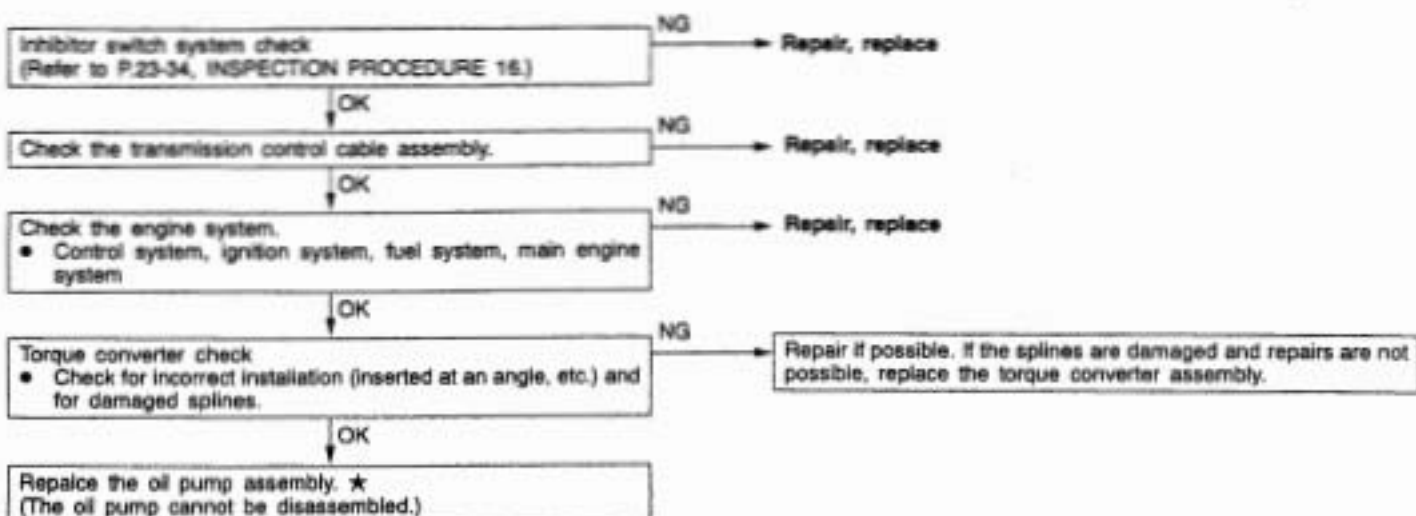 NG
Inhibitor switch system check
Repair, replace
(Refer to P.23-34, INSPECTION PROCEDURE 16.)
OK
NG
Check the transmission control cable assembly.
Repair, replace
OK
NG
Check the engine system.
Repair, replace
● Control system, ignition system, fuel system, main engine
system
OK
NG
Torque converter check
● Check for incorrect installation (inserted at an angle, etc.) and
for damaged splines.
Repair if possible. If the splines are damaged and repairs are not
possible, replace the torque converter assembly.
OK
Repalce the oil pump assembly. ★
(The oil pump cannot be disassembled.)